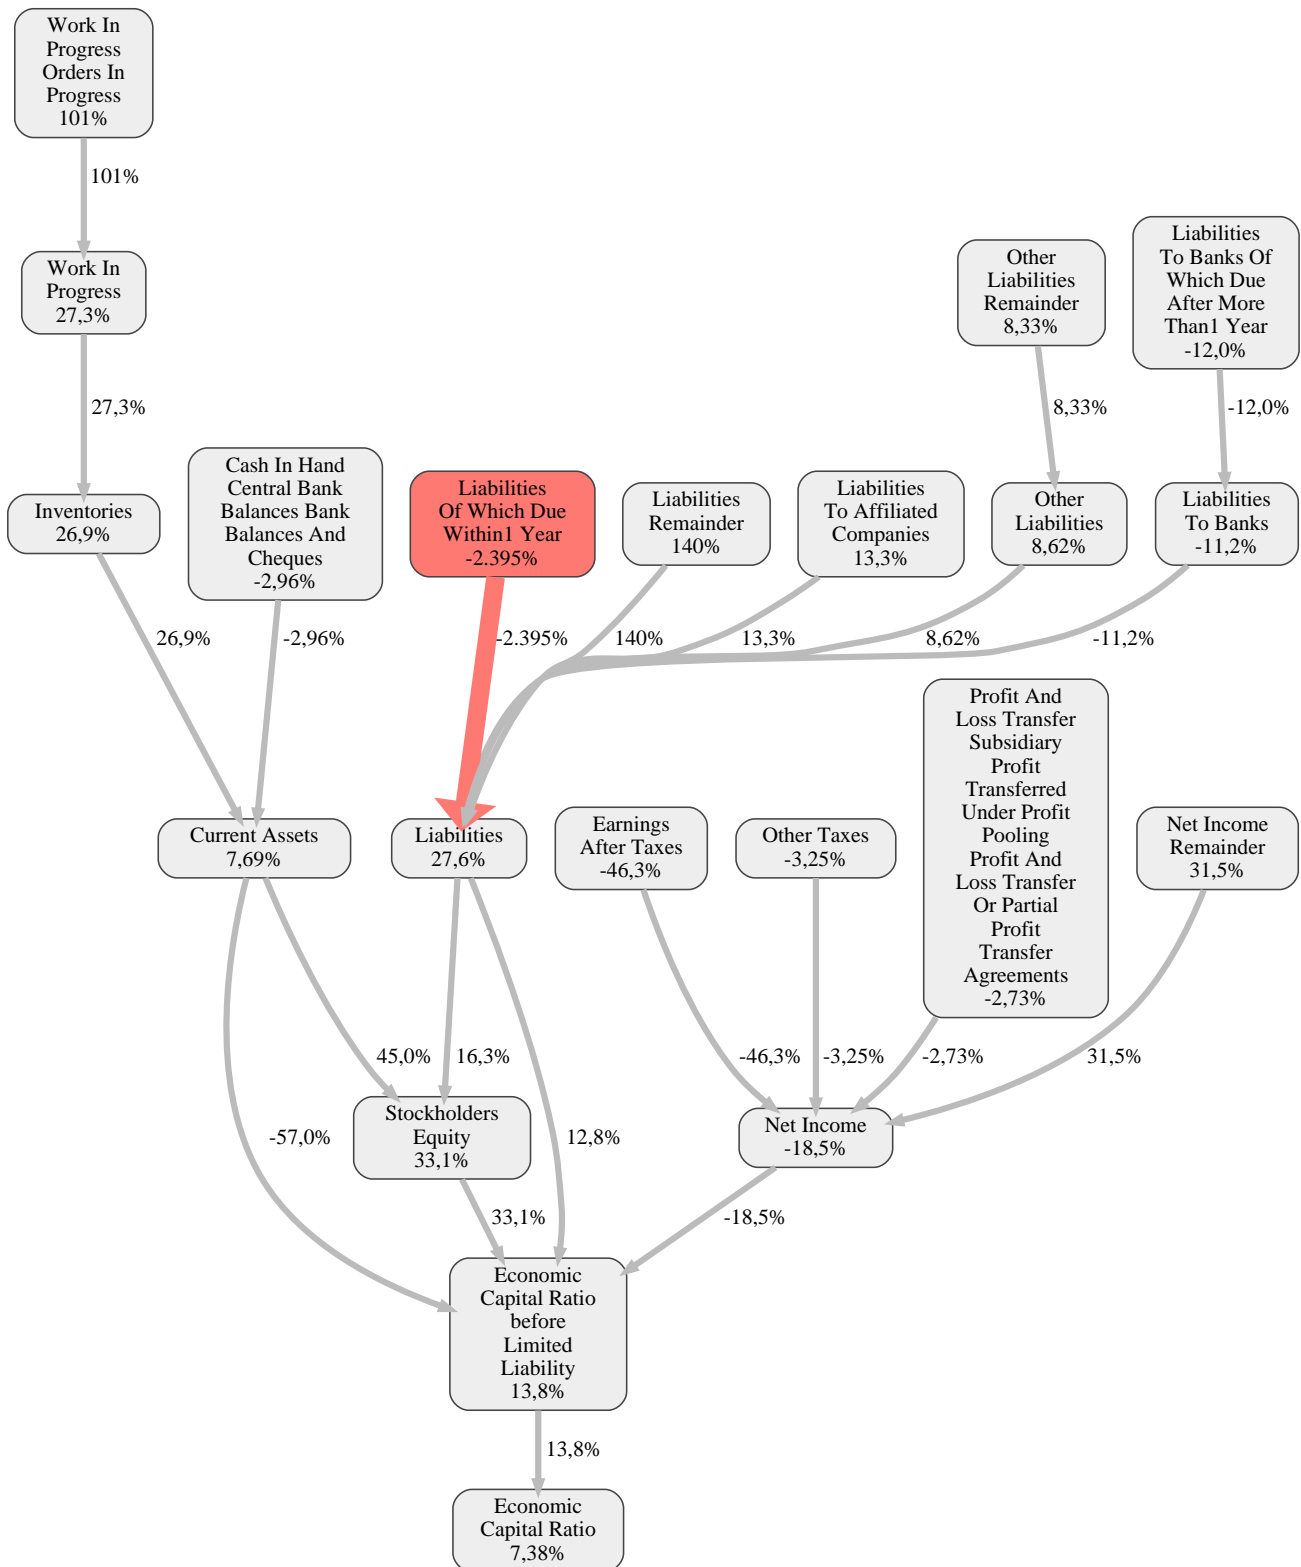 Work In
Progress
Orders In
Progress
101%
101%
Work In
Progress
27,3%
Other
Liabilities
Remainder
8,33%
Liabilities
To Banks Of
Which Due
After More
Than1 Year
-12,0%
27,3%
8,33%
-12,0%
Inventories
26,9%
Cash In Hand
Central Bank
Balances Bank
Balances And
Cheques
-2,96%
Liabilities
Of Which Due
Within1 Year
-2.395%
Liabilities
Remainder
140%
Liabilities
To Affiliated
Companies
13,3%
Other
Liabilities
8,62%
Liabilities
To Banks
-11,2%
26,9%
-2,96%
-2.395%
140%
13,3%
8,62%
-11,2%
Current Assets
7,69%
Liabilities
27,6%
Earnings
After Taxes
-46,3%
Other Taxes
-3,25%
Profit And
Loss Transfer
Subsidiary
Profit
Transferred
Under Profit
Pooling
Profit And
Loss Transfer
Or Partial
Profit
Transfer
Agreements
-2,73%
Net Income
Remainder
31,5%
45,0%
16,3%
-46,3%
-3,25%
-2,73%
31,5%
-57,0%
Stockholders
Equity
33,1%
12,8%
Net Income
-18,5%
33,1%
-18,5%
Economic
Capital Ratio
before
Limited
Liability
13,8%
13,8%
Economic
Capital Ratio
7,38%